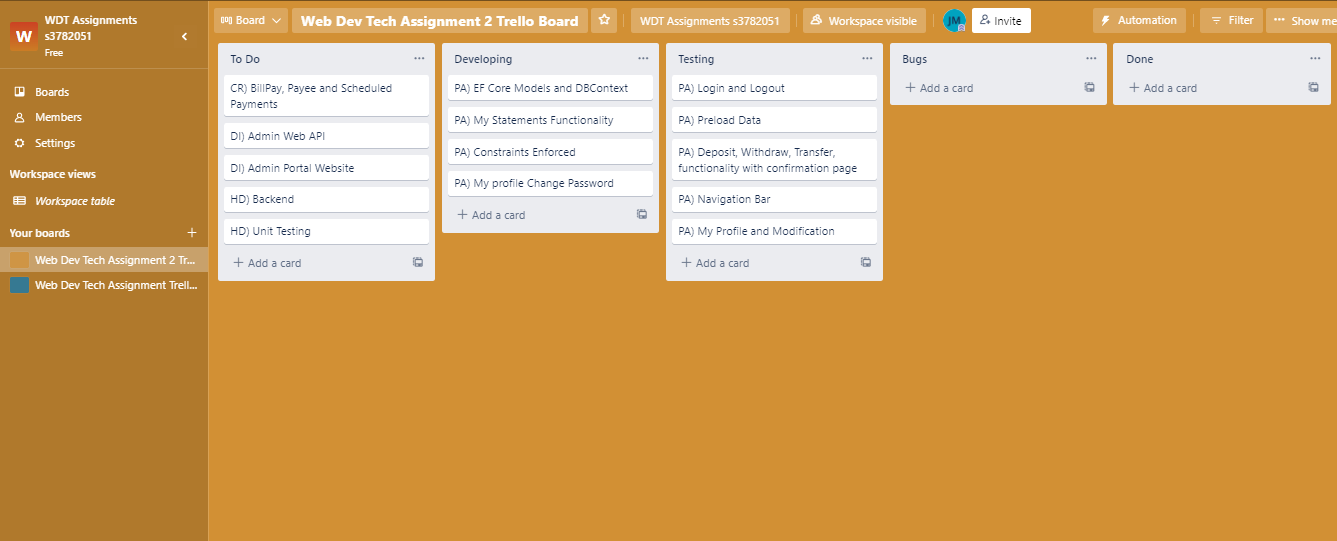 W
WDT Assignments
s3782051
Free
Boards
Members
Settings
Workspace views
Workspace table
Your boards
Web Dev Tech Assignment 2 Tr...
Web Dev Tech Assignment Trell...
Board
Web Dev Tech Assignment 2 Trello Board
WDT Assignments s3782051
Workspace visible
JM
Invite
Automation
Filter
Show me
To Do
CR) BillPay, Payee and Scheduled
Payments
DI) Admin Web API
DI) Admin Portal Website
HD) Backend
HD) Unit Testing
Add a card
Developing
PA) EF Core Models and DBContext
PA) My Statements Functionality
PA) Constraints Enforced
PA) My profile Change Password
Add a card
Testing
PA) Login and Logout
PA) Preload Data
PA) Deposit, Withdraw, Transfer,
functionality with confirmation page
PA) Navigation Bar
PA) My Profile and Modification
Add a card
Bugs
Add a card
Done
Add a card